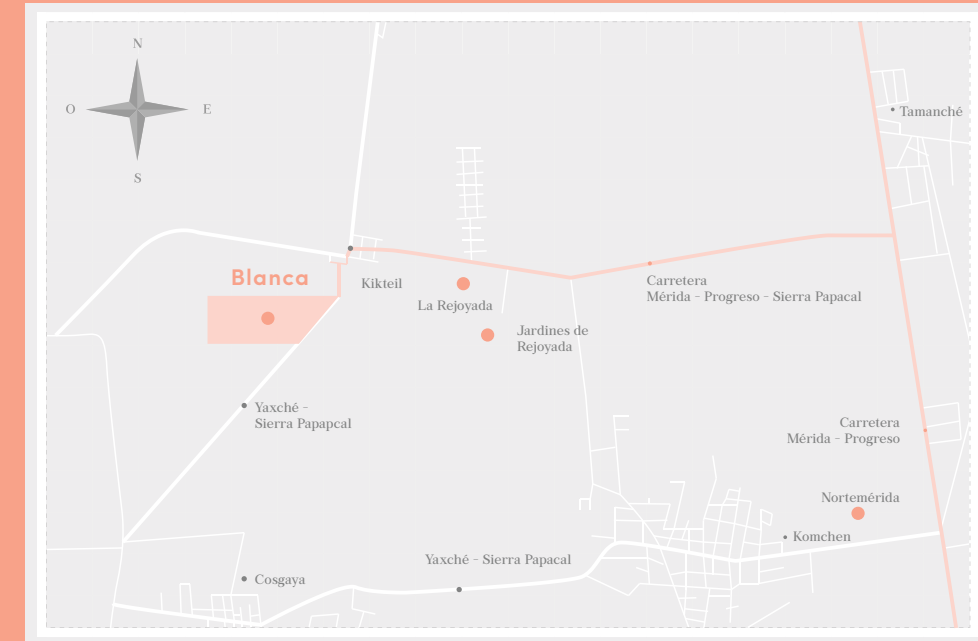 N
O
E
S
Tamanché
Blanca
Kikteil
La Rejoyada
Carretera
Mérida - Progreso - Sierra Papacal
Jardines de
Rejoyada
Yaxché -
Sierra Papapcal
Carretera
Mérida - Progreso
Nortemérida
Komchen
Yaxché - Sierra Papacal
Cosgaya